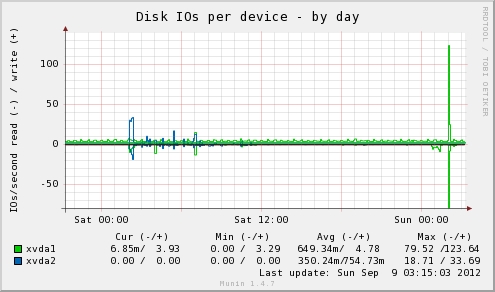 Disk IOs per device - by day
RRDTOOL / TOBI OETIKER
IOs/second read (-) / write (+)
100
50
0
-50
Sat 00:00 Sat 12:00 Sun 00:00
Cur (-/+) Min (-/+) Avg (-/+) Max (-/+)
xvda1 6.85m/ 3.93 0.00 / 3.29 649.34m/ 4.78 79.52 /123.64
xvda2 0.00 / 0.00 0.00 / 0.00 350.24m/754.73m 18.71 / 33.69
Last update: Sun Sep 9 03:15:03 2012
Munin 1.4.7